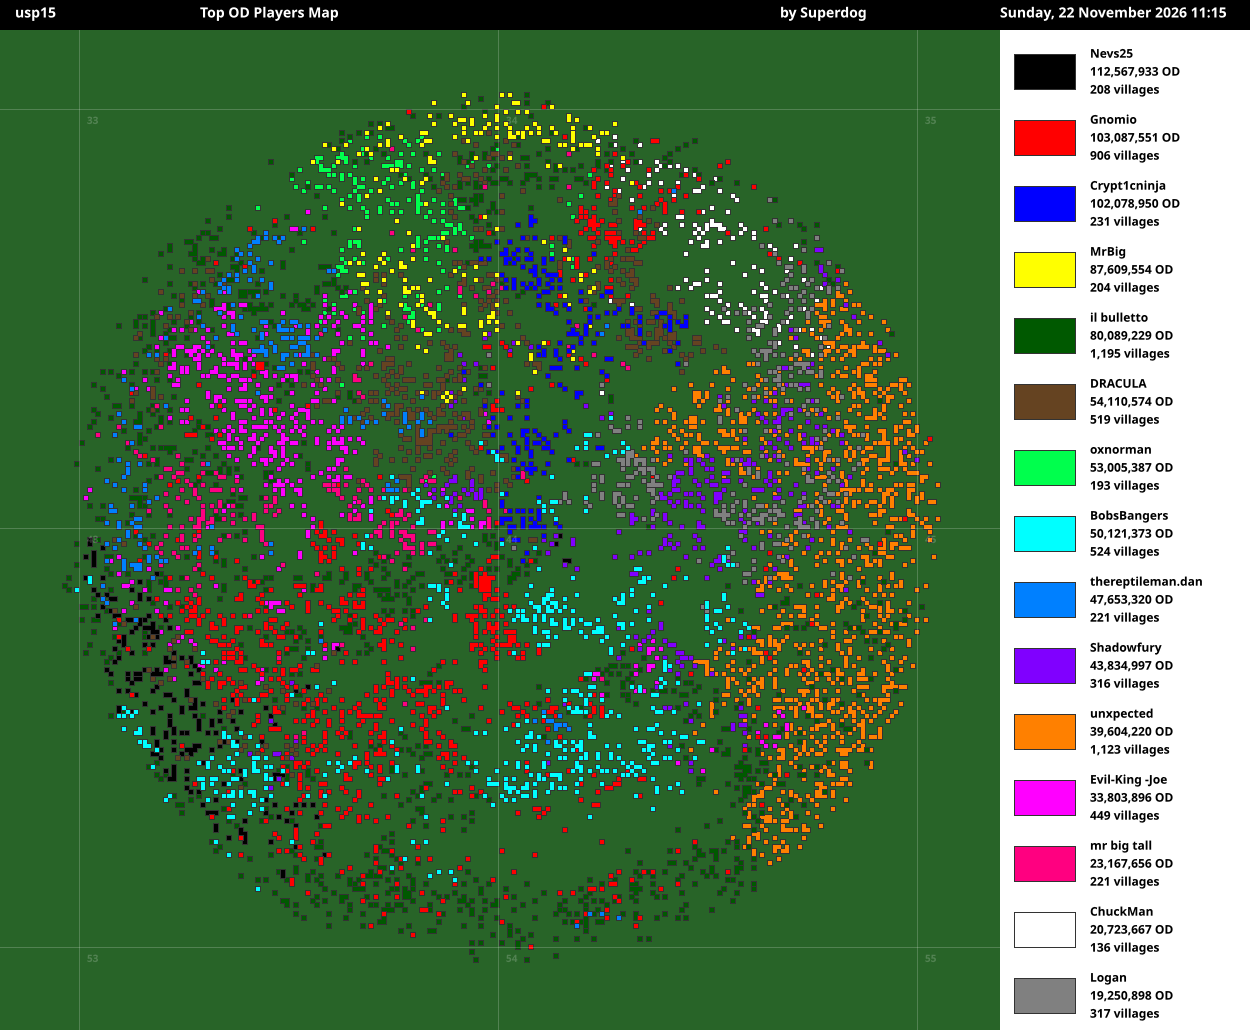 usp15 Top OD Players Map by Superdog Sunday, 22 November 2026 11:15
Nevs25
112,567,933 OD
208 villages
Gnomio
103,087,551 OD
906 villages
Crypt1cninja
102,078,950 OD
231 villages
MrBig
87,609,554 OD
204 villages
il bulletto
80,089,229 OD
1,195 villages
DRACULA
54,110,574 OD
519 villages
oxnorman
53,005,387 OD
193 villages
BobsBangers
50,121,373 OD
524 villages
thereptileman.dan
47,653,320 OD
221 villages
Shadowfury
43,834,997 OD
316 villages
unxpected
39,604,220 OD
1,123 villages
Evil-King -Joe
33,803,896 OD
449 villages
mr big tall
23,167,656 OD
221 villages
ChuckMan
20,723,667 OD
136 villages
Logan
19,250,898 OD
317 villages
33 34 35
53 54 55